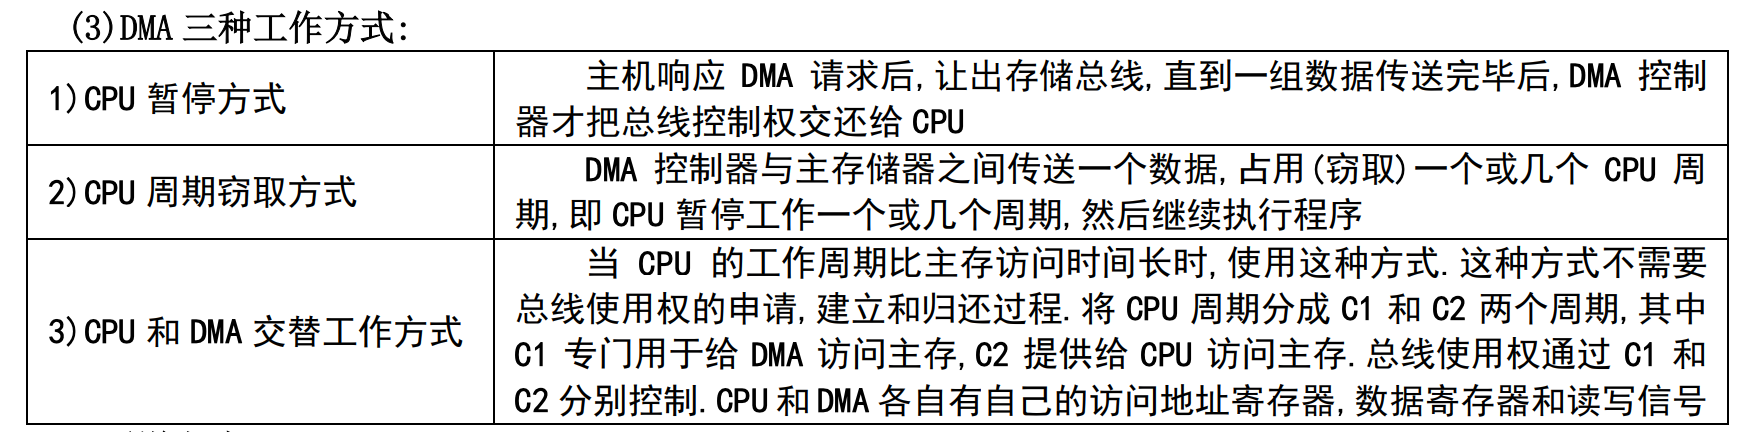 (3)DMA 三种工作方式:
1)CPU 暂停方式
主机响应 DMA 请求后,让出存储总线,直到一组数据传送完毕后,DMA 控制
器才把总线控制权交还给 CPU
2)CPU 周期窃取方式
DMA 控制器与主存储器之间传送一个数据,占用(窃取)一个或几个 CPU 周
期,即 CPU 暂停工作一个或几个周期,然后继续执行程序
3)CPU 和 DMA 交替工作方式
当 CPU 的工作周期比主存访问时间长时,使用这种方式.这种方式不需要
总线使用权的申请,建立和归还过程.将 CPU 周期分成 C1 和 C2 两个周期,其中
C1 专门用于给 DMA 访问主存,C2 提供给 CPU 访问主存.总线使用权通过 C1 和
C2 分别控制.CPU 和 DMA 各自有自己的访问地址寄存器,数据寄存器和读写信号